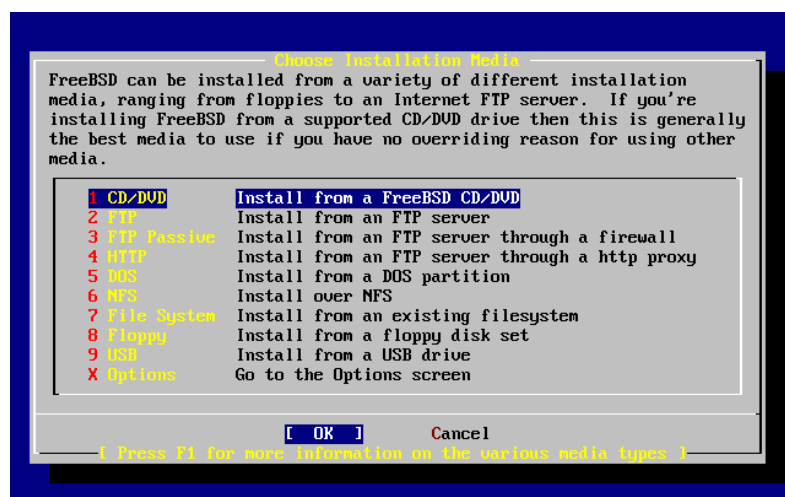 Choose Installation Media
FreeBSD can be installed from a variety of different installation
media, ranging from floppies to an Internet FTP server.  If you're
installing FreeBSD from a supported CD/DVD drive then this is generally
the best media to use if you have no overriding reason for using other
media.
1 CD/DVD Install from a FreeBSD CD/DVD
2 FTP Install from an FTP server
3 FTP Passive Install from an FTP server through a firewall
4 HTTP Install from an FTP server through a http proxy
5 DOS Install from a DOS partition
6 NFS Install over NFS
7 File System Install from an existing filesystem
8 Floppy Install from a floppy disk set
9 USB Install from a USB drive
X Options Go to the Options screen
[ OK ] Cancel
[ Press F1 for more information on the various media types ]